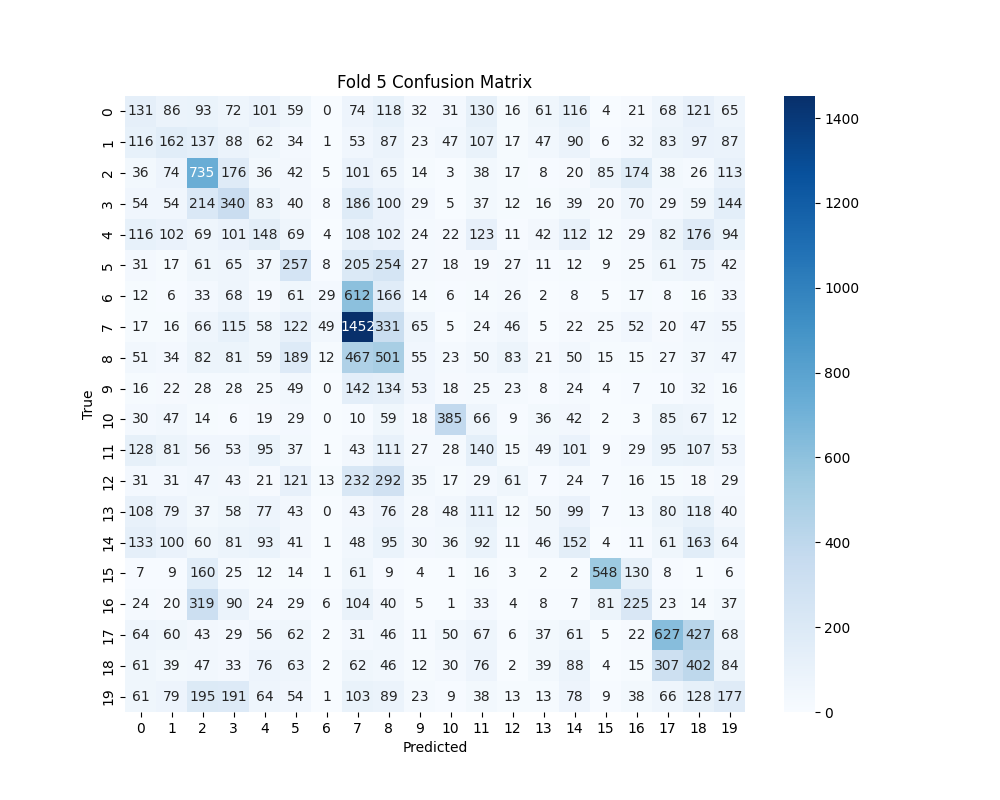 Fold 5 Confusion Matrix
0 131 86 93 72 101 59 0 74 118 32 31 130 16 61 116 4 21 68 121 65
1 116 162 137 88 62 34 1 53 87 23 47 107 17 47 90 6 32 83 97 87
2 36 74 735 176 36 42 5 101 65 14 3 38 17 8 20 85 174 38 26 113
3 54 54 214 340 83 40 8 186 100 29 5 37 12 16 39 20 70 29 59 144
4 116 102 69 101 148 69 4 108 102 24 22 123 11 42 112 12 29 82 176 94
5 31 17 61 65 37 257 8 205 254 27 18 19 27 11 12 9 25 61 75 42
6 12 6 33 68 19 61 29 612 166 14 6 14 26 2 8 5 17 8 16 33
7 17 16 66 115 58 122 49 1452 331 65 5 24 46 5 22 25 52 20 47 55
8 51 34 82 81 59 189 12 467 501 55 23 50 83 21 50 15 15 27 37 47
9 16 22 28 28 25 49 0 142 134 53 18 25 23 8 24 4 7 10 32 16
10 30 47 14 6 19 29 0 10 59 18 385 66 9 36 42 2 3 85 67 12
11 128 81 56 53 95 37 1 43 111 27 28 140 15 49 101 9 29 95 107 53
12 31 31 47 43 21 121 13 232 292 35 17 29 61 7 24 7 16 15 18 29
13 108 79 37 58 77 43 0 43 76 28 48 111 12 50 99 7 13 80 118 40
14 133 100 60 81 93 41 1 48 95 30 36 92 11 46 152 4 11 61 163 64
15 7 9 160 25 12 14 1 61 9 4 1 16 3 2 2 548 130 8 1 6
16 24 20 319 90 24 29 6 104 40 5 1 33 4 8 7 81 225 23 14 37
17 64 60 43 29 56 62 2 31 46 11 50 67 6 37 61 5 22 627 427 68
18 61 39 47 33 76 63 2 62 46 12 30 76 2 39 88 4 15 307 402 84
19 61 79 195 191 64 54 1 103 89 23 9 38 13 13 78 9 38 66 128 177
0 1 2 3 4 5 6 7 8 9 10 11 12 13 14 15 16 17 18 19
Predicted
True
1400
1200
1000
800
600
400
200
0